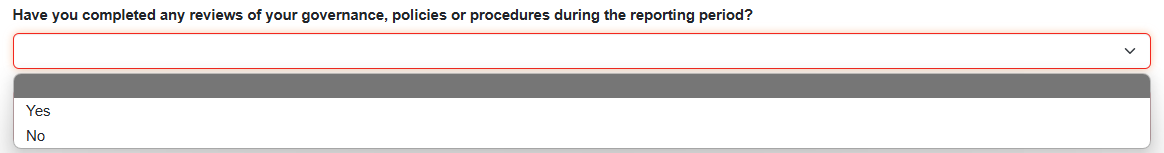 Have you completed any reviews of your governance, policies or procedures during the reporting period?
Yes
No